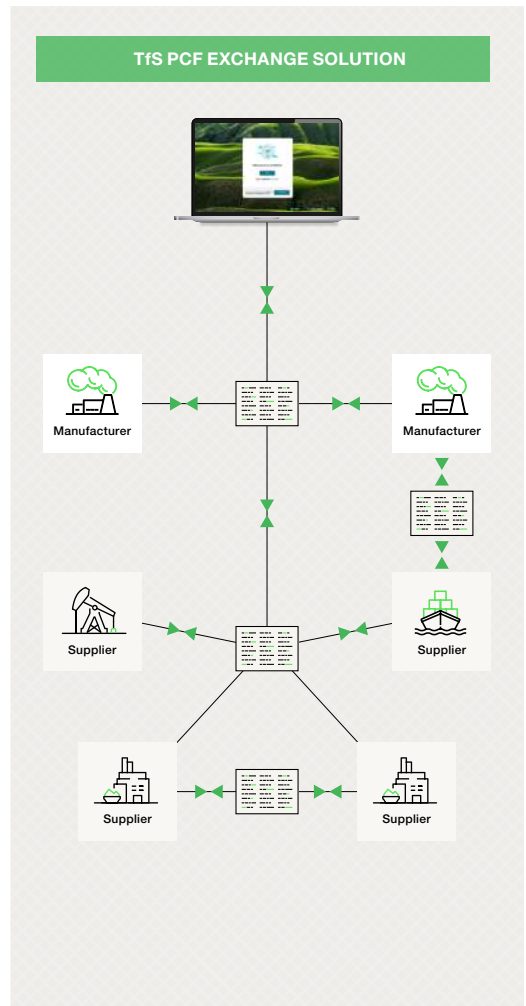 TfS PCF EXCHANGE SOLUTION
Manufacturer
Manufacturer
Supplier
Supplier
Supplier
Supplier